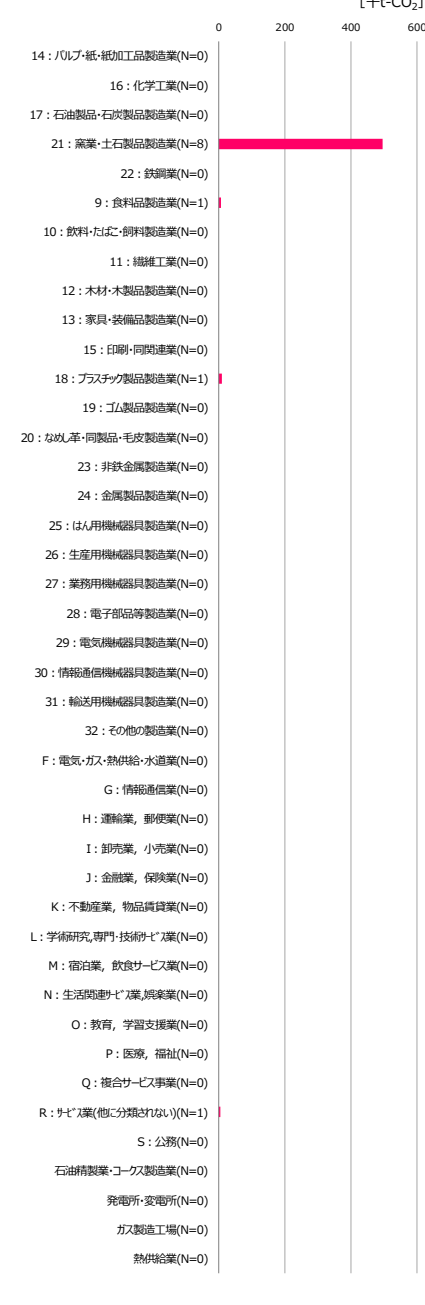 [千t-CO₂]
0 200 400 600
14：パルプ・紙・紙加工品製造業(N=0)
16：化学工業(N=0)
17：石油製品・石炭製品製造業(N=0)
21：窯業・土石製品製造業(N=8)
22：鉄鋼業(N=0)
9：食料品製造業(N=1)
10：飲料・たばこ・飼料製造業(N=0)
11：繊維工業(N=0)
12：木材・木製品製造業(N=0)
13：家具・装備品製造業(N=0)
15：印刷・同関連業(N=0)
18：プラスチック製品製造業(N=1)
19：ゴム製品製造業(N=0)
20：なめし革・同製品・毛皮製造業(N=0)
23：非鉄金属製造業(N=0)
24：金属製品製造業(N=0)
25：はん用機械器具製造業(N=0)
26：生産用機械器具製造業(N=0)
27：業務用機械器具製造業(N=0)
28：電子部品等製造業(N=0)
29：電気機械器具製造業(N=0)
30：情報通信機械器具製造業(N=0)
31：輸送用機械器具製造業(N=0)
32：その他の製造業(N=0)
F：電気・ガス・熱供給・水道業(N=0)
G：情報通信業(N=0)
H：運輸業，郵便業(N=0)
I：卸売業，小売業(N=0)
J：金融業，保険業(N=0)
K：不動産業，物品賃貸業(N=0)
L：学術研究,専門・技術ｻｰﾋﾞｽ業(N=0)
M：宿泊業，飲食サービス業(N=0)
N：生活関連ｻｰﾋﾞｽ業,娯楽業(N=0)
O：教育，学習支援業(N=0)
P：医療，福祉(N=0)
Q：複合サービス事業(N=0)
R：ｻｰﾋﾞｽ業(他に分類されない)(N=1)
S：公務(N=0)
石油精製業・コークス製造業(N=0)
発電所・変電所(N=0)
ガス製造工場(N=0)
熱供給業(N=0)